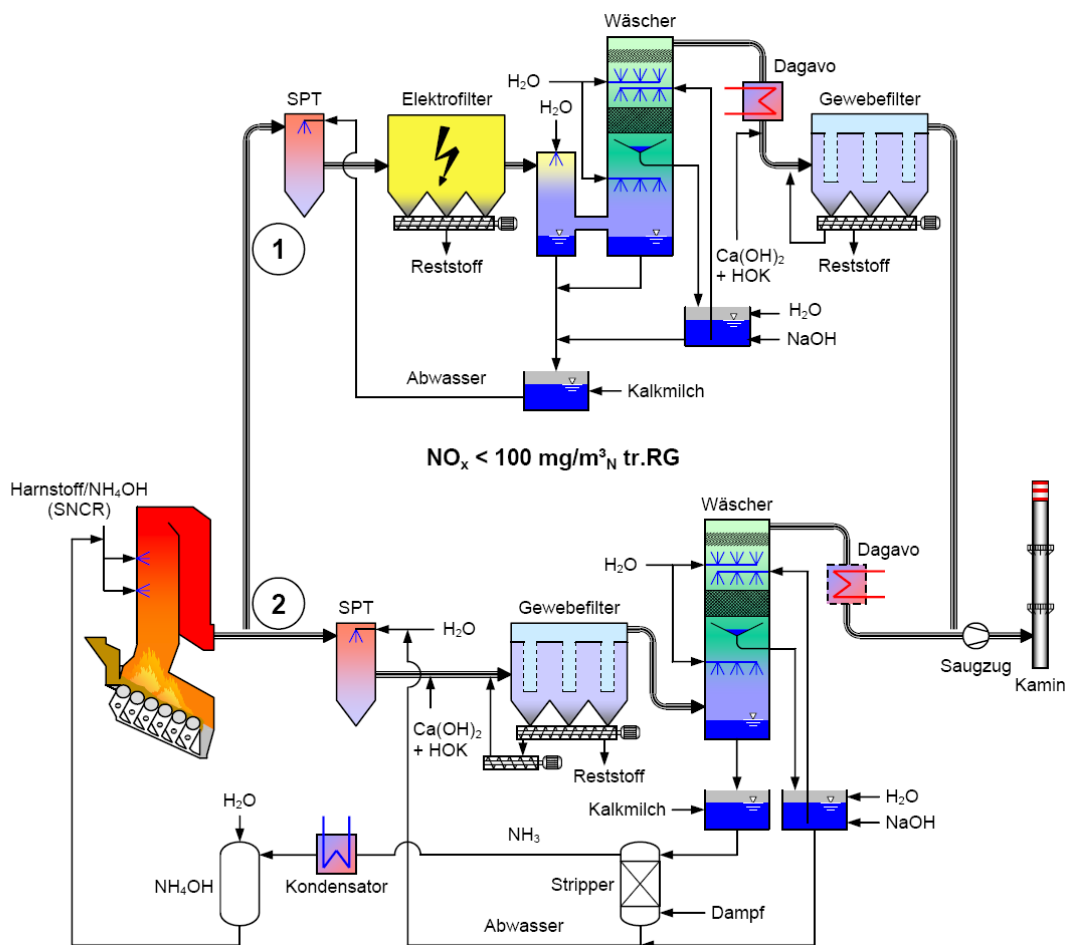 Wäscher
Dagavo
H₂O
SPT
Elektrofilter
H₂O
Gewebefilter
1
Reststoff
Ca(OH)₂
+ HOK
Reststoff
H₂O
NaOH
Abwasser
Kalkmilch
NOₓ < 100 mg/m³N tr.RG
Harnstoff/NH₄OH
(SNCR)
Wäscher
Dagavo
H₂O
2
SPT
Gewebefilter
H₂O
Saugzug
Kamin
Ca(OH)₂
+ HOK
Reststoff
H₂O
Kalkmilch
H₂O
NaOH
NH₃
NH₄OH
Kondensator
Stripper
Dampf
Abwasser